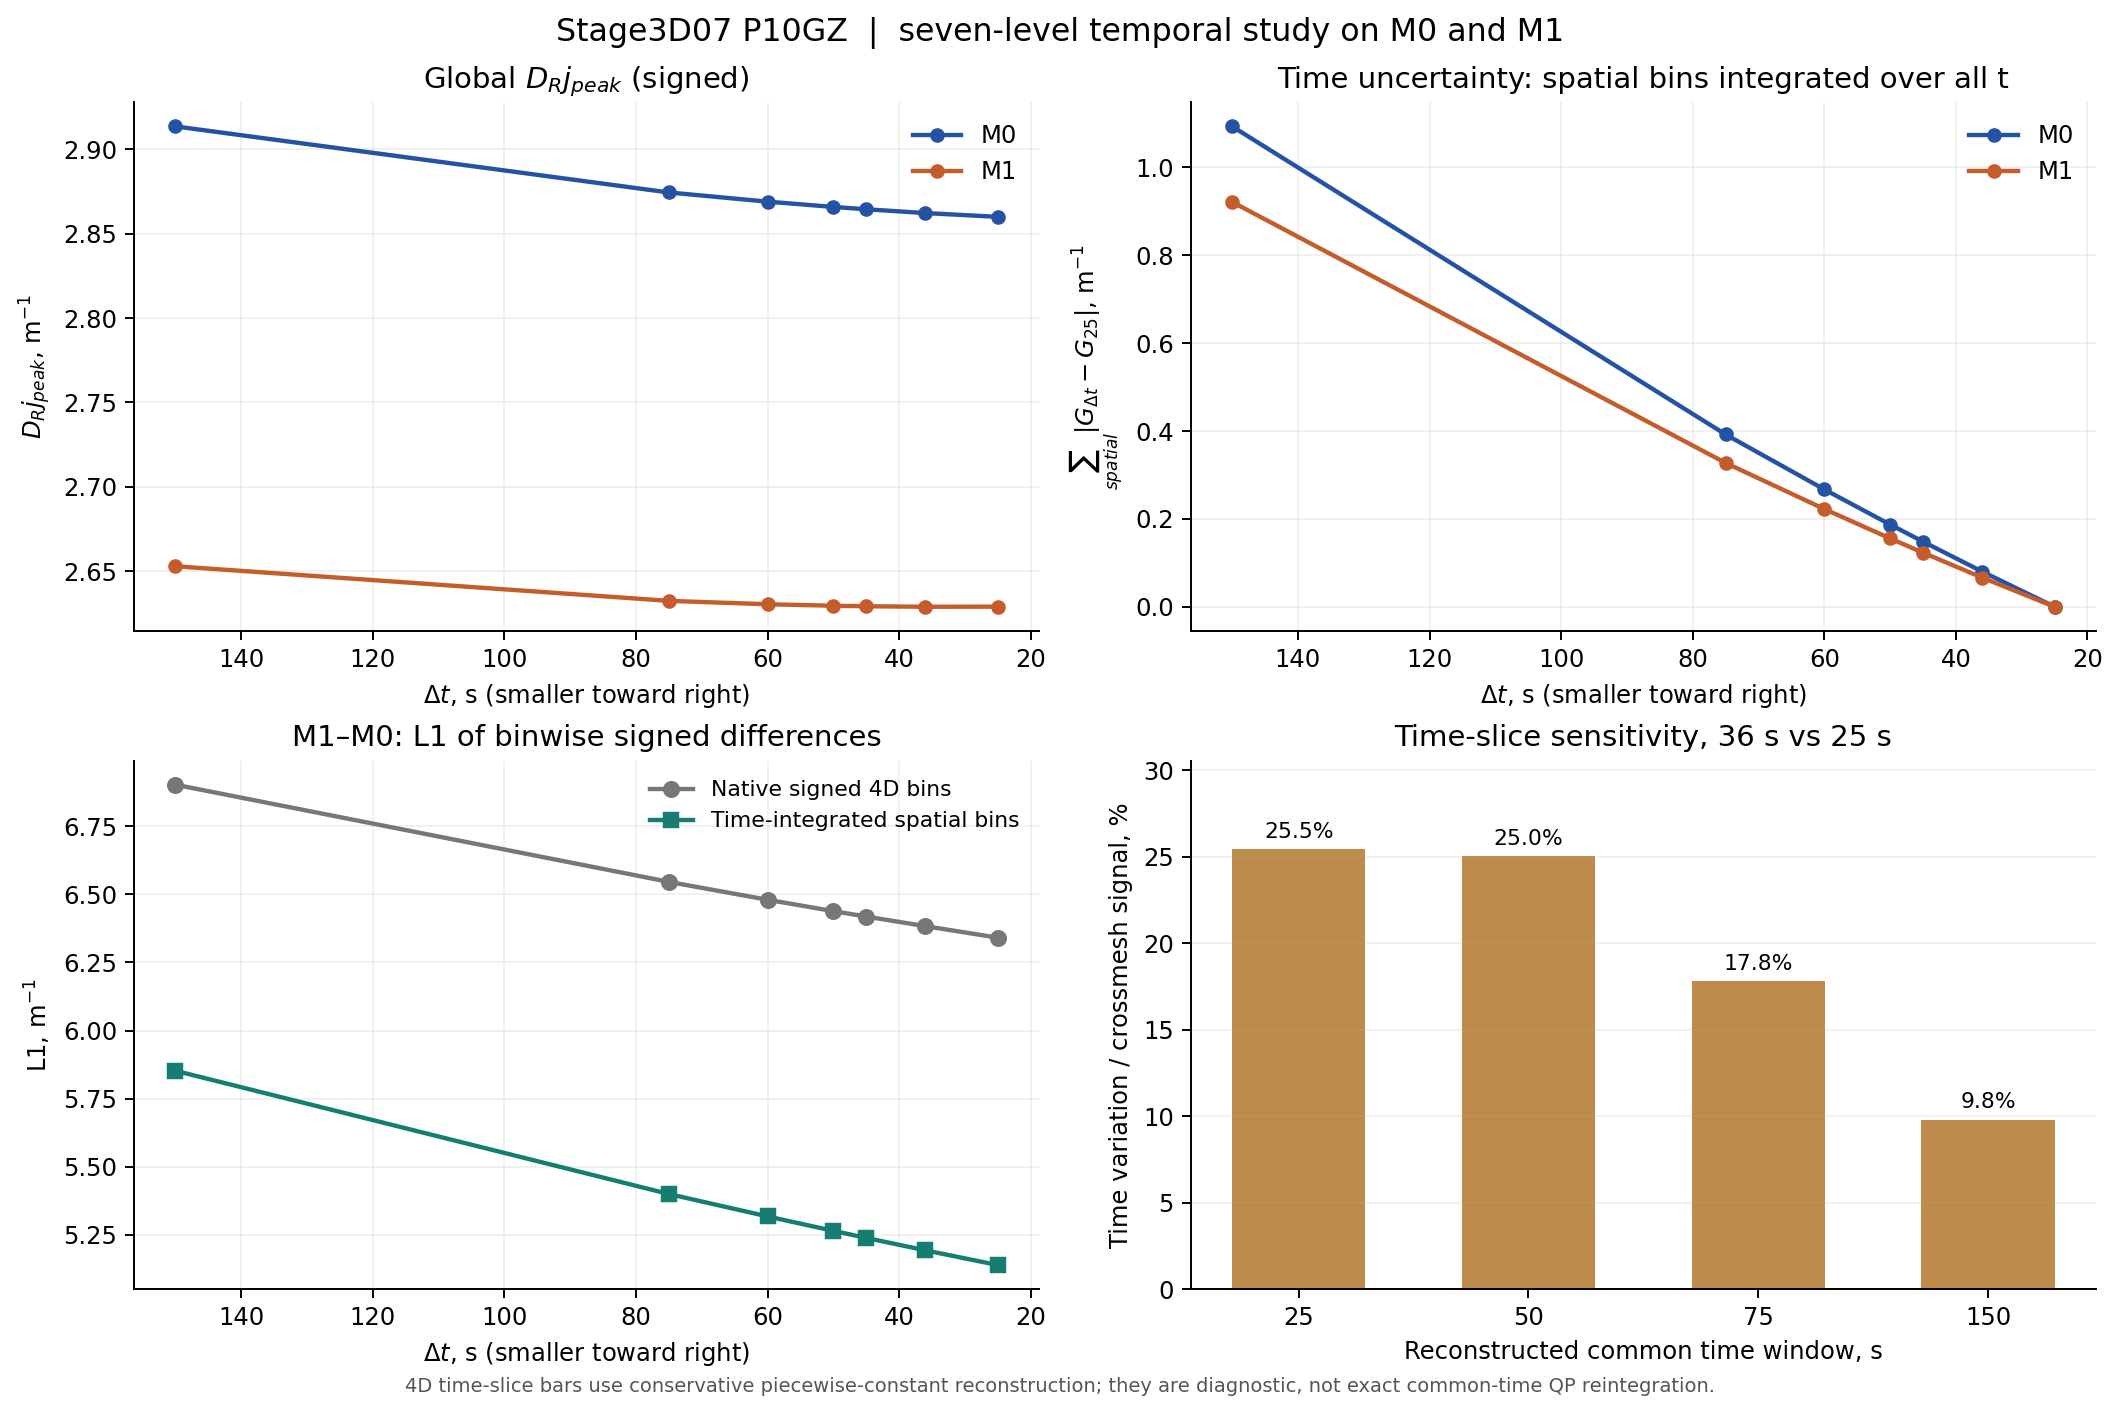 Stage3D07 P10GZ | seven-level temporal study on M0 and M1
Global D_R j_peak (signed)
M0
M1
2.90
2.85
2.80
2.75
2.70
2.65
D_R j_peak, m⁻¹
140 120 100 80 60 40 20
Δt, s (smaller toward right)
Time uncertainty: spatial bins integrated over all t
M0
M1
1.0
0.8
0.6
0.4
0.2
0.0
∑_spatial |G_Δt − G_25|, m⁻¹
140 120 100 80 60 40 20
Δt, s (smaller toward right)
M1–M0: L1 of binwise signed differences
Native signed 4D bins
Time-integrated spatial bins
6.75
6.50
6.25
6.00
5.75
5.50
5.25
L1, m⁻¹
140 120 100 80 60 40 20
Δt, s (smaller toward right)
Time-slice sensitivity, 36 s vs 25 s
30
25
20
15
10
5
0
Time variation / crossmesh signal, %
25.5%
25.0%
17.8%
9.8%
25 50 75 150
Reconstructed common time window, s
4D time-slice bars use conservative piecewise-constant reconstruction; they are diagnostic, not exact common-time QP reintegration.